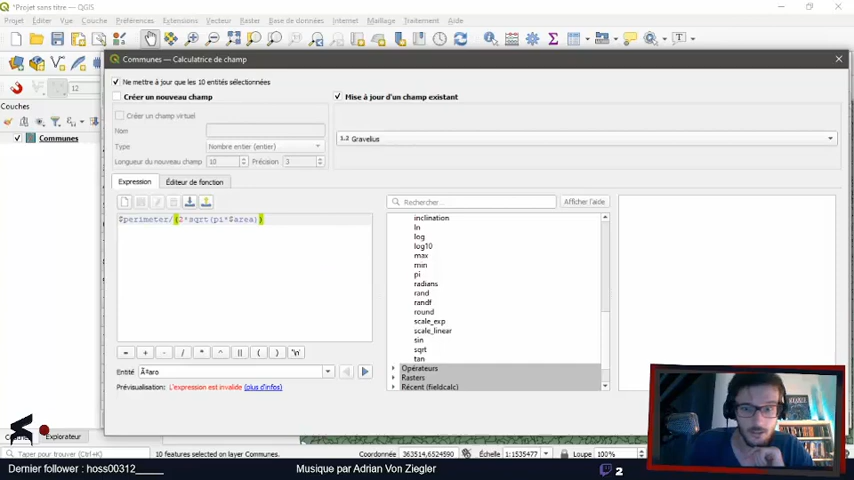 *Projet sans titre — QGIS
Projet Éditer Vue Couche Préférences Extensions Vecteur Raster Base de données Internet Maillage Traitement Aide
12
Couches
Communes
Communes — Calculatrice de champ
Ne mettre à jour que les 10 entités sélectionnées
Créer un nouveau champ
Mise à jour d'un champ existant
Créer un champ virtuel
Nom
Type Nombre entier (entier)
Longueur du nouveau champ 10 Précision 3
1.2 Gravelius
Expression Éditeur de fonction
Rechercher... Afficher l'aide
$perimeter/(2*sqrt(pi*$area))
inclination
ln
log
log10
max
min
pi
radians
rand
randf
round
scale_exp
scale_linear
sin
sqrt
tan
Opérateurs
Rasters
Récent (fieldcalc)
= + - / * ^ || ( ) '\n'
Entité
Prévisualisation: L'expression est invalide (plus d'infos)
Explorateur
Taper pour trouver (Ctrl+K) 10 features selected on layer Communes. Coordonnée 363514,6524590 Échelle 1:1535477 Loupe 100%
Dernier follower : hoss00312_____ Musique par Adrian Von Ziegler 2